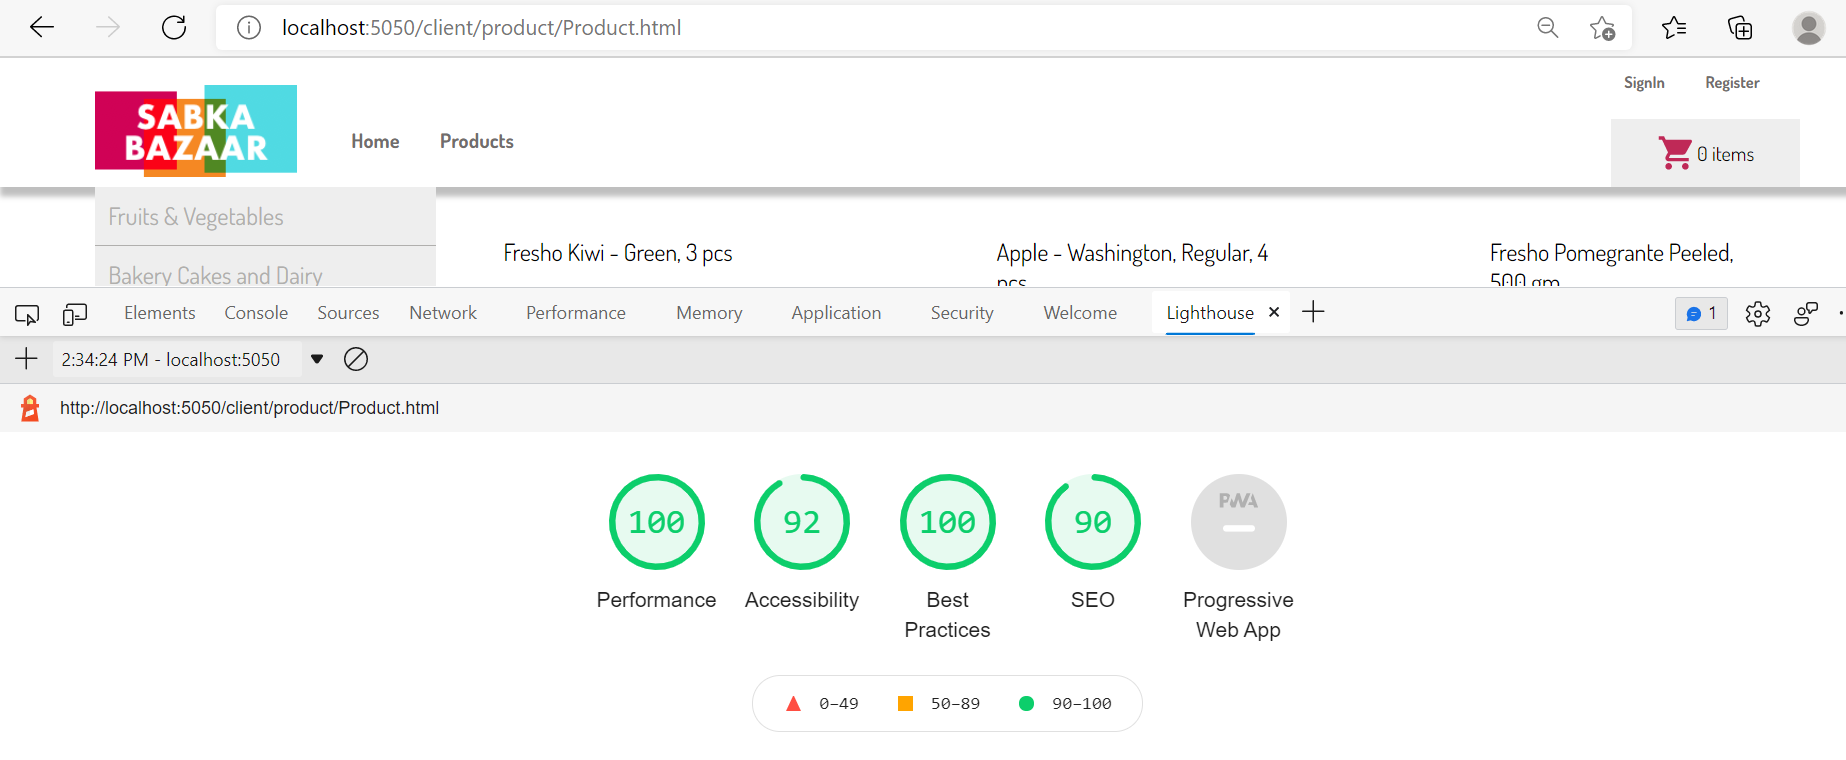 localhost:5050/client/product/Product.html
SignIn Register
SABKA
BAZAAR
Home Products
0 items
Fruits & Vegetables
Bakery Cakes and Dairy
Fresho Kiwi - Green, 3 pcs
Apple - Washington, Regular, 4
pcs
Fresho Pomegrante Peeled,
500 gm
Elements Console Sources Network Performance Memory Application Security Welcome Lighthouse 1
2:34:24 PM - localhost:5050
http://localhost:5050/client/product/Product.html
100 92 100 90 PWA
Performance Accessibility Best
Practices SEO Progressive
Web App
0–49 50–89 90–100